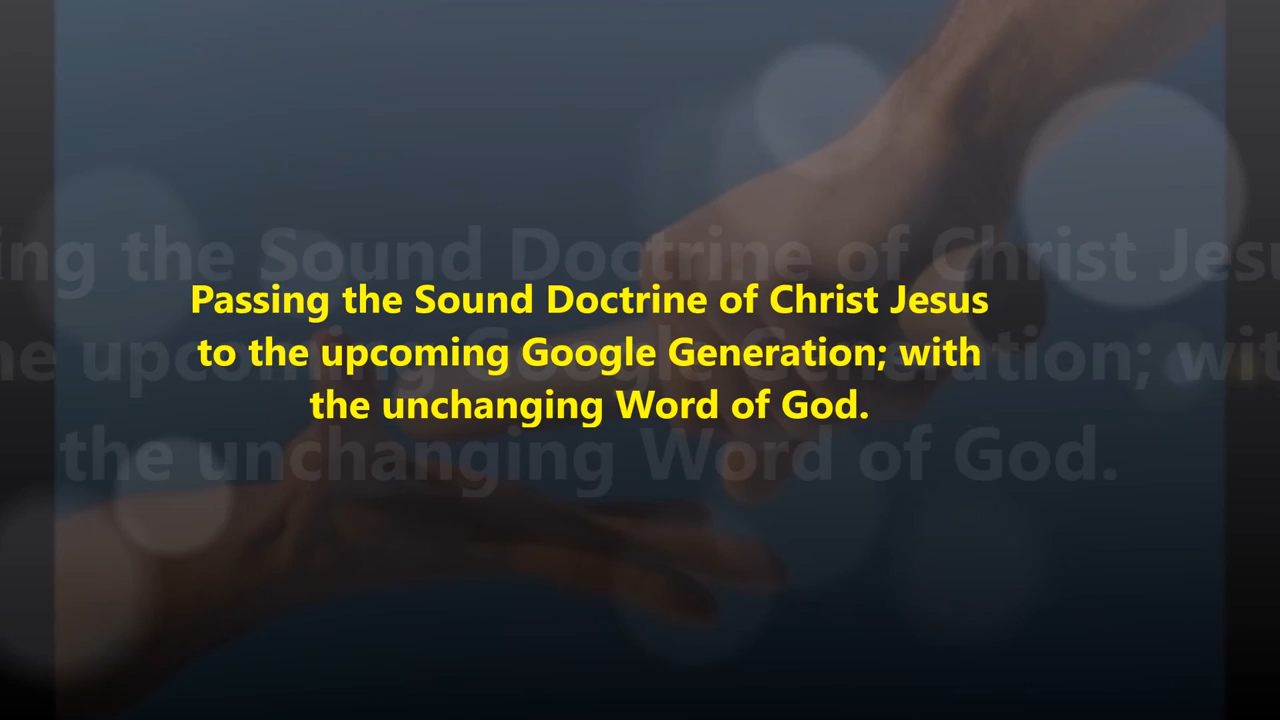 Passing the Sound Doctrine of Christ Jesus
to the upcoming Google Generation; with
the unchanging Word of God.